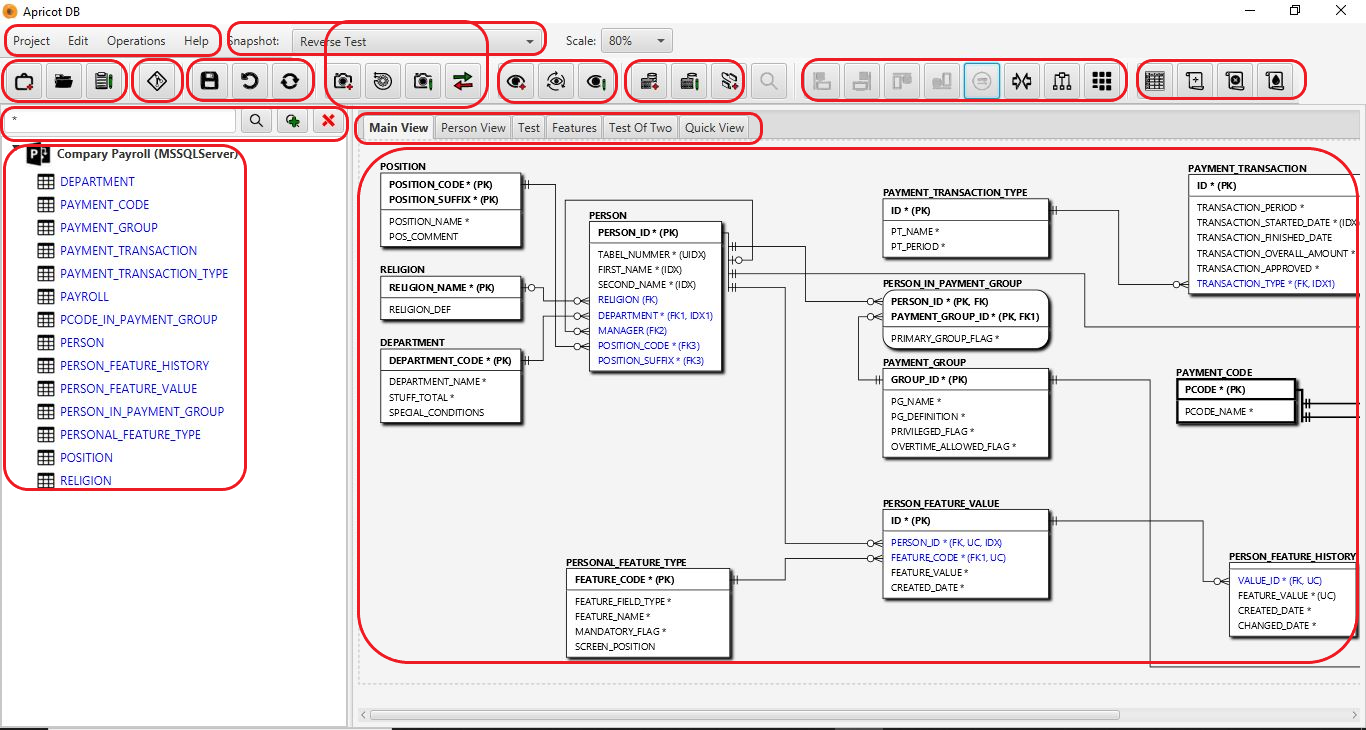 Apricot DB
Project Edit Operations Help Snapshot: Reverse Test Scale: 80%
*
Main View Person View Test Features Test Of Two Quick View
Compary Payroll (MSSQLServer)
DEPARTMENT
PAYMENT_CODE
PAYMENT_GROUP
PAYMENT_TRANSACTION
PAYMENT_TRANSACTION_TYPE
PAYROLL
PCODE_IN_PAYMENT_GROUP
PERSON
PERSON_FEATURE_HISTORY
PERSON_FEATURE_VALUE
PERSON_IN_PAYMENT_GROUP
PERSONAL_FEATURE_TYPE
POSITION
RELIGION
POSITION
POSITION_CODE * (PK)
POSITION_SUFFIX * (PK)
POSITION_NAME *
POS_COMMENT
RELIGION
RELIGION_NAME * (PK)
RELIGION_DEF
DEPARTMENT
DEPARTMENT_CODE * (PK)
DEPARTMENT_NAME *
STUFF_TOTAL *
SPECIAL_CONDITIONS
PERSON
PERSON_ID * (PK)
TABEL_NUMMER * (UIDX)
FIRST_NAME * (IDX)
SECOND_NAME * (IDX)
RELIGION (FK)
DEPARTMENT * (FK1, IDX1)
MANAGER (FK2)
POSITION_CODE * (FK3)
POSITION_SUFFIX * (FK3)
PERSONAL_FEATURE_TYPE
FEATURE_CODE * (PK)
FEATURE_FIELD_TYPE *
FEATURE_NAME *
MANDATORY_FLAG *
SCREEN_POSITION
PAYMENT_TRANSACTION_TYPE
ID * (PK)
PT_NAME *
PT_PERIOD *
PERSON_IN_PAYMENT_GROUP
PERSON_ID * (PK, FK)
PAYMENT_GROUP_ID * (PK, FK1)
PRIMARY_GROUP_FLAG *
PAYMENT_GROUP
GROUP_ID * (PK)
PG_NAME *
PG_DEFINITION *
PRIVILEGED_FLAG *
OVERTIME_ALLOWED_FLAG *
PERSON_FEATURE_VALUE
ID * (PK)
PERSON_ID * (FK, UC, IDX)
FEATURE_CODE * (FK1, UC)
FEATURE_VALUE *
CREATED_DATE *
PAYMENT_TRANSACTION
ID * (PK)
TRANSACTION_PERIOD *
TRANSACTION_STARTED_DATE * (IDX
TRANSACTION_FINISHED_DATE
TRANSACTION_OVERALL_AMOUNT *
TRANSACTION_APPROVED *
TRANSACTION_TYPE * (FK, IDX1)
PAYMENT_CODE
PCODE * (PK)
PCODE_NAME *
PERSON_FEATURE_HISTORY
VALUE_ID * (FK, UC)
FEATURE_VALUE * (UC)
CREATED_DATE *
CHANGED_DATE *